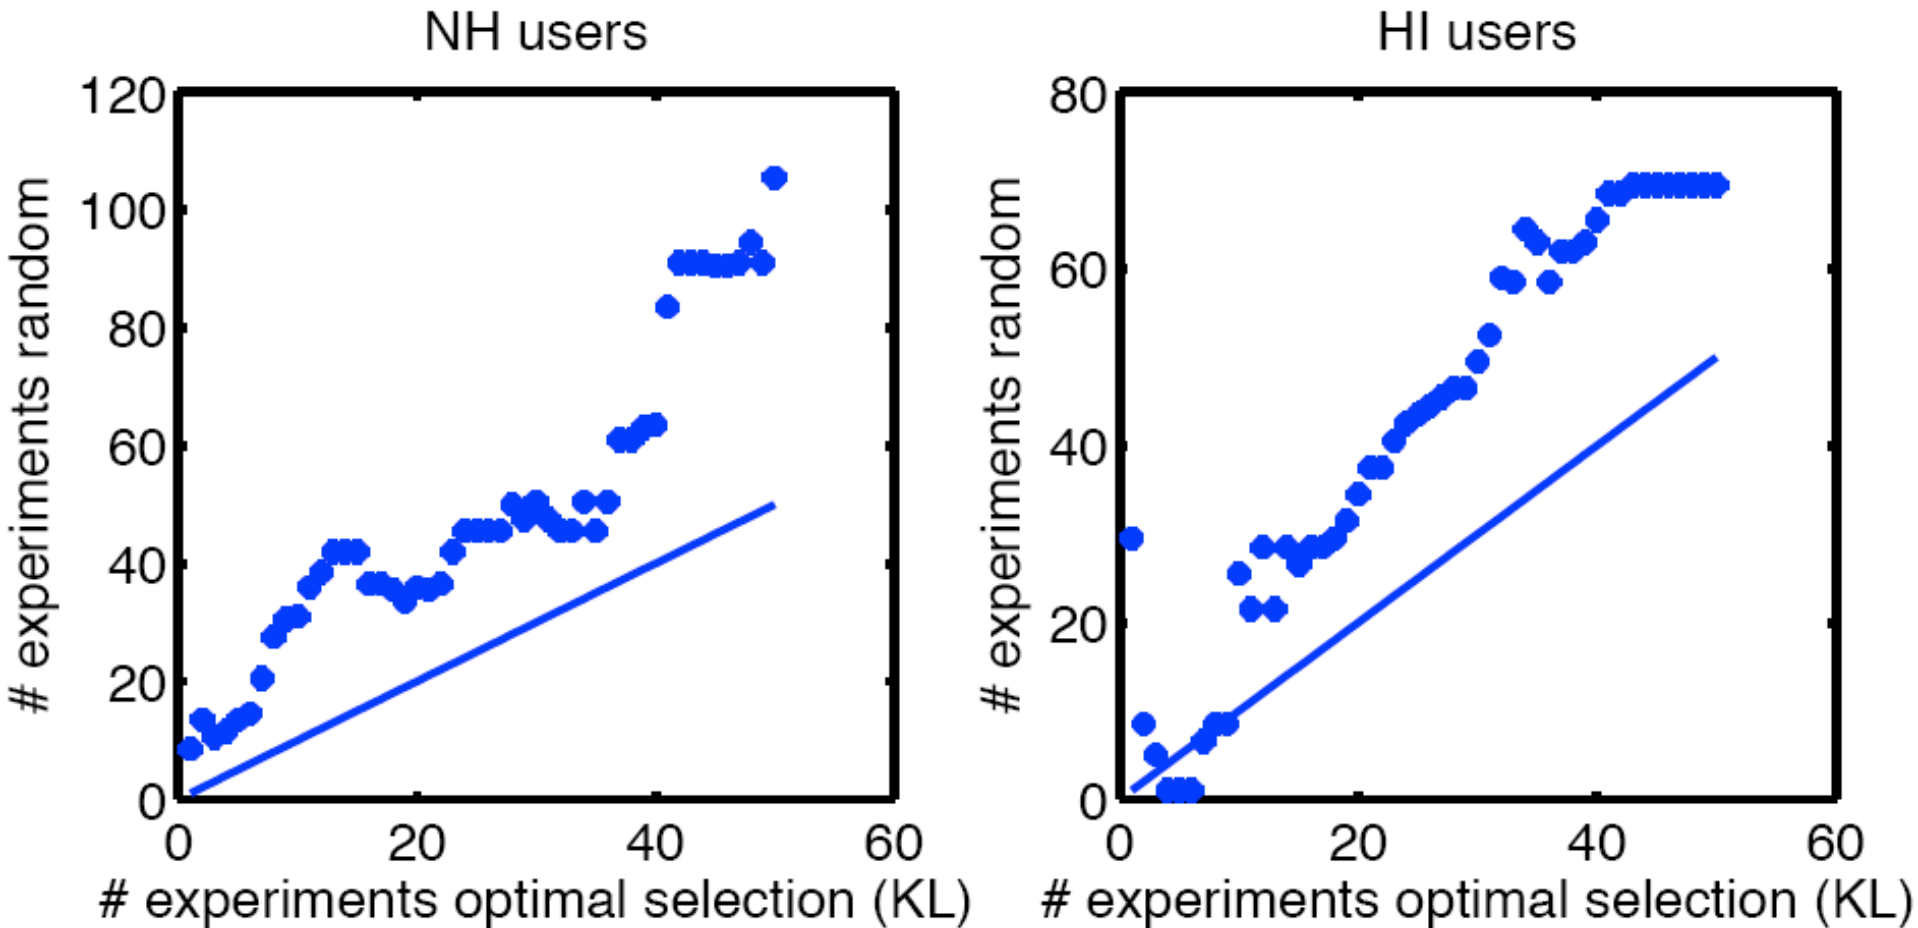 NH users
120
100
80
60
40
20
0
# experiments random
0 20 40 60
# experiments optimal selection (KL)
HI users
80
60
40
20
0
# experiments random
0 20 40 60
# experiments optimal selection (KL)